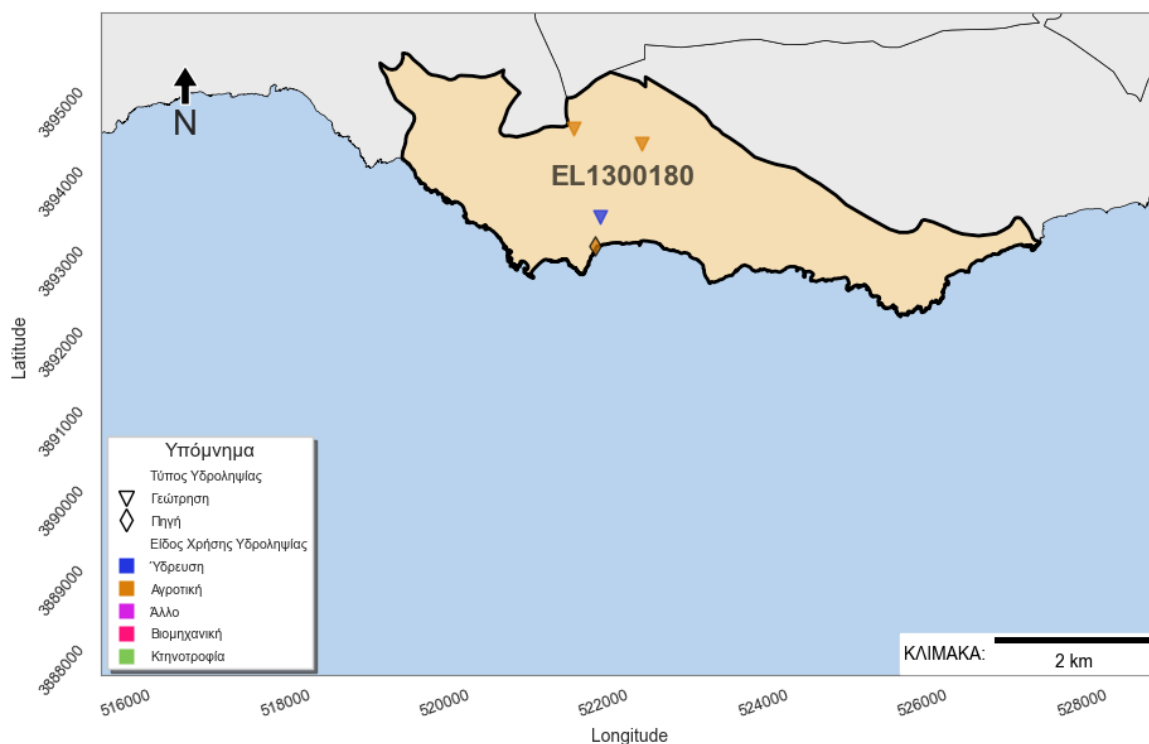 N
EL1300180
3895000
3894000
3893000
3892000
3891000
3890000
3889000
3888000
Latitude
Υπόμνημα
Τύπος Υδροληψίας
Γεώτρηση
Πηγή
Είδος Χρήσης Υδροληψίας
Ύδρευση
Αγροτική
Άλλο
Βιομηχανική
Κτηνοτροφία
ΚΛΙΜΑΚΑ:
2 km
516000
518000
520000
522000
524000
526000
528000
Longitude